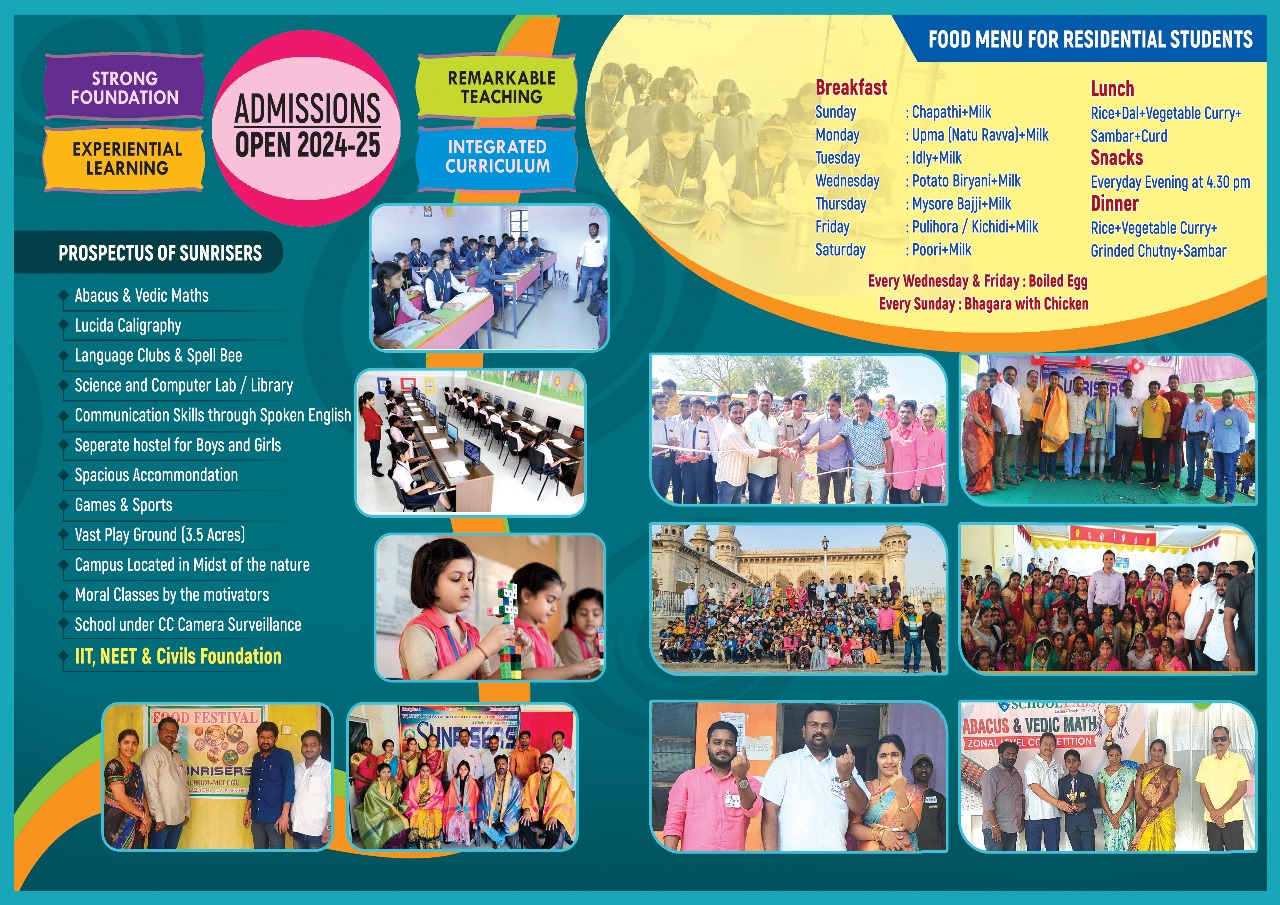 STRONG
FOUNDATION
EXPERIENTIAL
LEARNING
ADMISSIONS
OPEN 2024-25
REMARKABLE
TEACHING
INTEGRATED
CURRICULUM
PROSPECTUS OF SUNRISERS
Abacus & Vedic Maths
Lucida Caligraphy
Language Clubs & Spell Bee
Science and Computer Lab / Library
Communication Skills through Spoken English
Seperate hostel for Boys and Girls
Spacious Accommondation
Games & Sports
Vast Play Ground (3.5 Acres)
Campus Located in Midst of the nature
Moral Classes by the motivators
School under CC Camera Surveillance
IIT, NEET & Civils Foundation
FOOD MENU FOR RESIDENTIAL STUDENTS
Breakfast
Sunday : Chapathi+Milk
Monday : Upma (Natu Ravva)+Milk
Tuesday : Idly+Milk
Wednesday : Potato Biryani+Milk
Thursday : Mysore Bajji+Milk
Friday : Pulihora / Kichidi+Milk
Saturday : Poori+Milk
Lunch
Rice+Dal+Vegetable Curry+
Sambar+Curd
Snacks
Everyday Evening at 4.30 pm
Dinner
Rice+Vegetable Curry+
Grinded Chutny+Sambar
Every Wednesday & Friday : Boiled Egg
Every Sunday : Bhagara with Chicken
SUNRISERS
FOOD FESTIVAL
SUNRISERS
SUNRISERS
SCHOOL
ABACUS & VEDIC MATH
ZONAL LEVEL COMPETITION